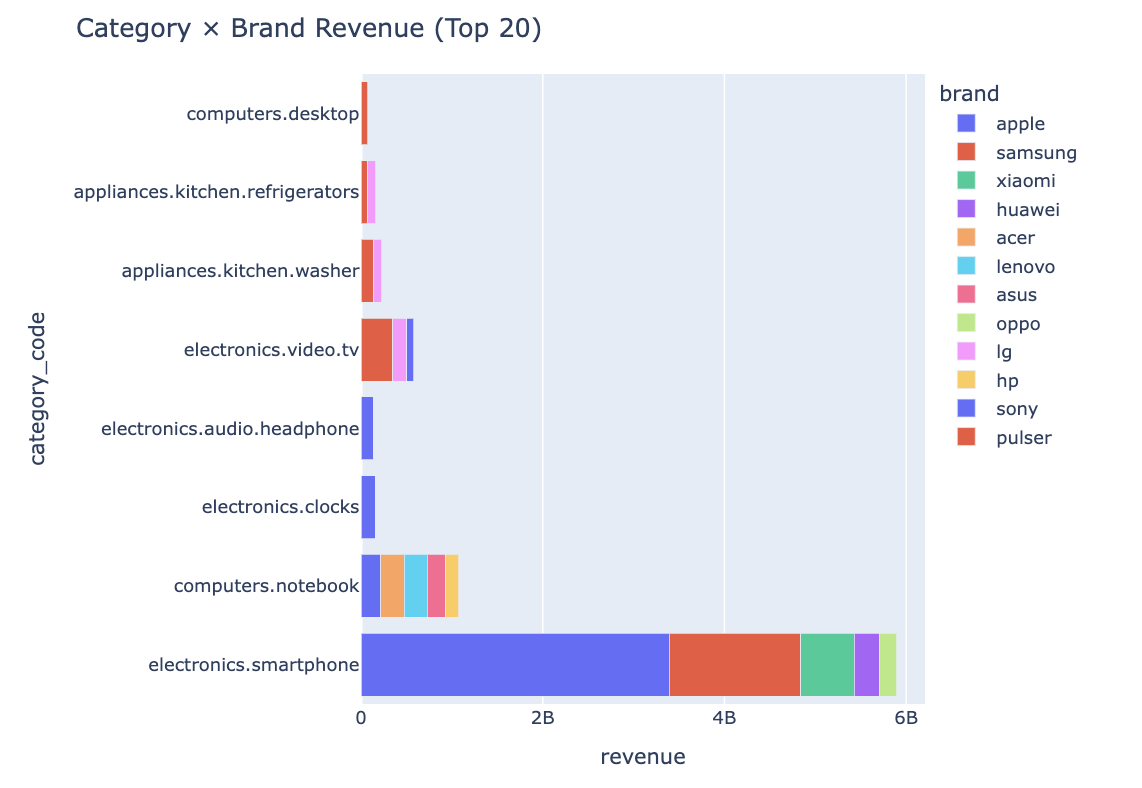 Category × Brand Revenue (Top 20)
category_code
computers.desktop
appliances.kitchen.refrigerators
appliances.kitchen.washer
electronics.video.tv
electronics.audio.headphone
electronics.clocks
computers.notebook
electronics.smartphone
0
2B
4B
6B
revenue
brand
apple
samsung
xiaomi
huawei
acer
lenovo
asus
oppo
lg
hp
sony
pulser